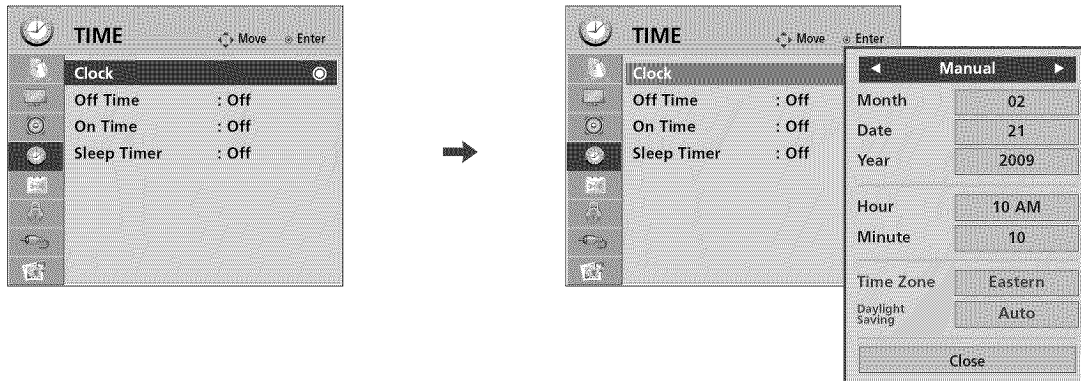 TIME
Move Enter
Clock
Off Time : Off
On Time : Off
Sleep Timer : Off
TIME
Move Enter
Clock
Off Time : Off
On Time : Off
Sleep Timer : Off
Manual
Month 02
Date 21
Year 2009
Hour 10 AM
Minute 10
Time Zone Eastern
Daylight
Saving
Auto
Close